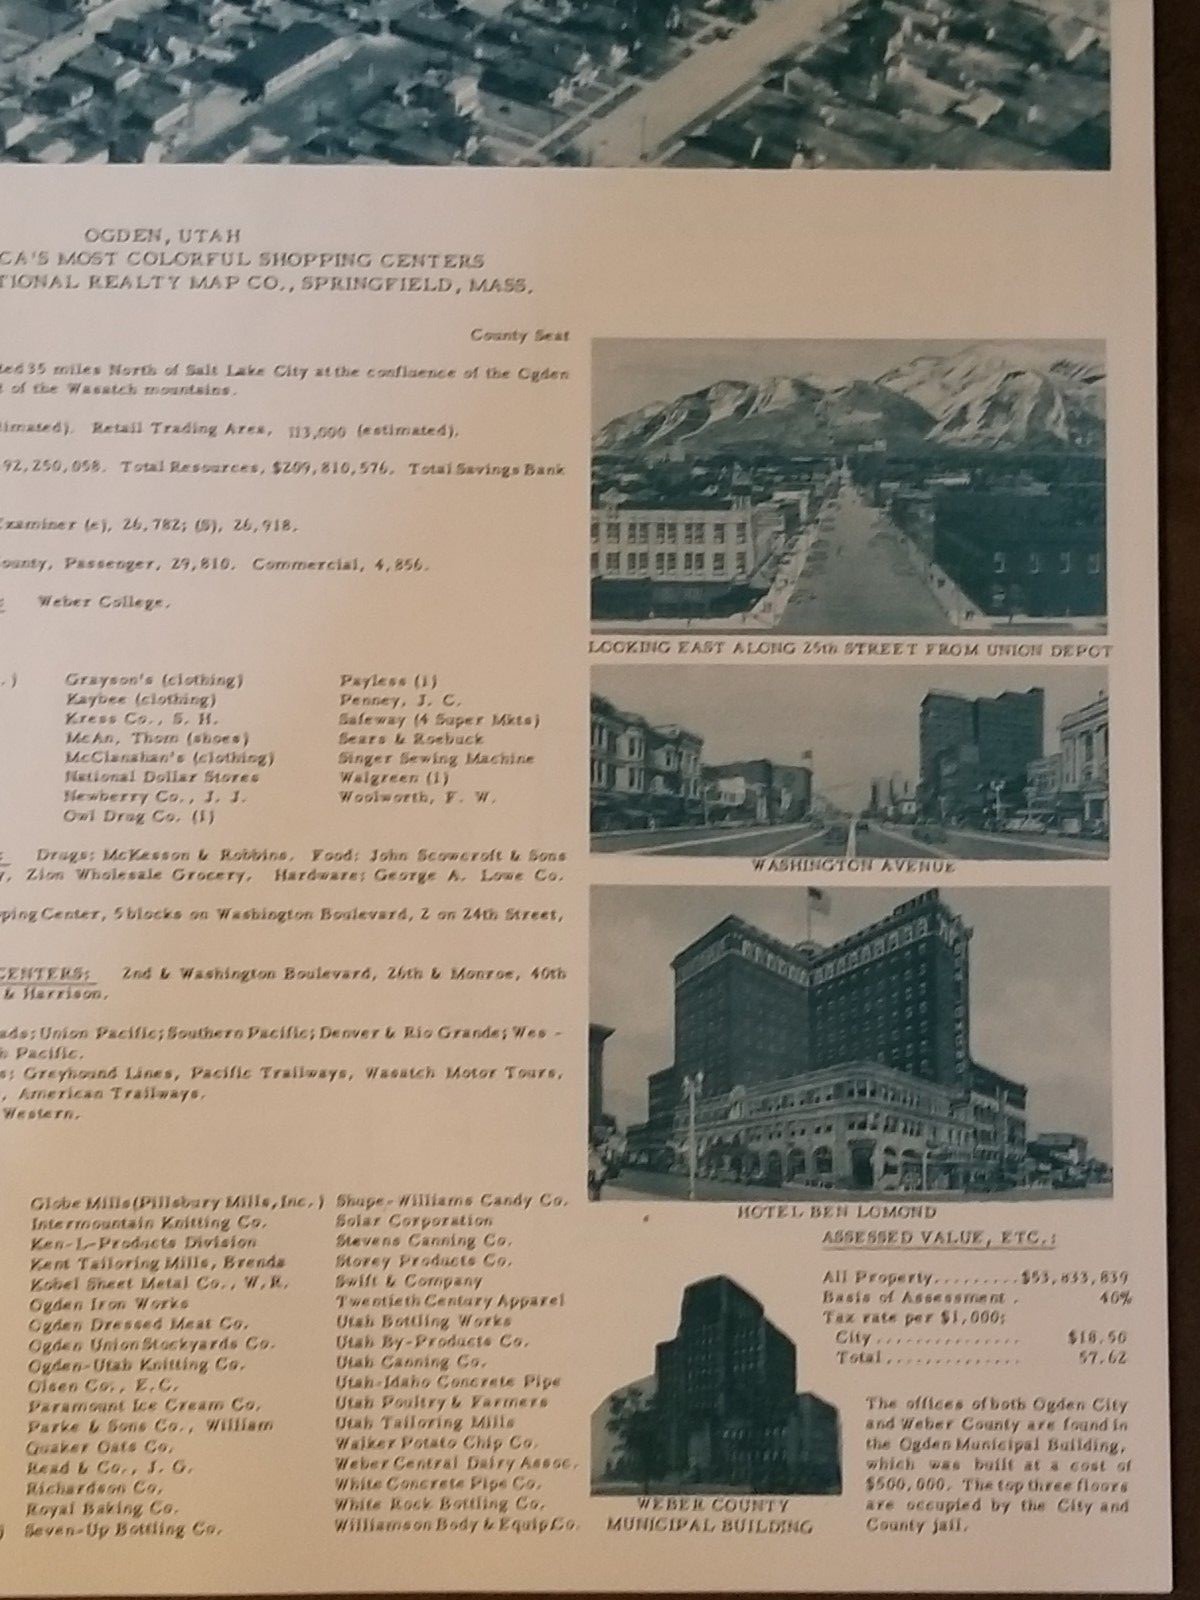 OGDEN, UTAH
CA'S MOST COLORFUL SHOPPING CENTERS
TIONAL REALTY MAP CO., SPRINGFIELD, MASS.
County Seat
ted 35 miles North of Salt Lake City at the confluence of the Ogden
t of the Wasatch mountains.
timated). Retail Trading Area, 113,000 (estimated).
92,250,058. Total Resources, $209,810,576. Total Savings Bank
Examiner (e), 26,782; (S), 26,918.
ounty, Passenger, 29,810. Commercial, 4,856.
: Weber College.
.)
Grayson's (clothing)
Kaybee (clothing)
Kress Co., S. H.
McAn, Thom (shoes)
McClanahan's (clothing)
National Dollar Stores
Newberry Co., J. J.
Owl Drug Co. (1)
Payless (1)
Penney, J. C.
Safeway (4 Super Mkts)
Sears & Roebuck
Singer Sewing Machine
Walgreen (1)
Woolworth, F. W.
: Drugs: McKesson & Robbins. Food: John Scowcroft & Sons
y, Zion Wholesale Grocery. Hardware: George A. Lowe Co.
ping Center, 5 blocks on Washington Boulevard, 2 on 24th Street,
CENTERS: 2nd & Washington Boulevard, 26th & Monroe, 40th
& Harrison.
ads: Union Pacific; Southern Pacific; Denver & Rio Grande; Wes -
n Pacific.
s: Greyhound Lines, Pacific Trailways, Wasatch Motor Tours,
, American Trailways.
Western.
Globe Mills (Pillsbury Mills, Inc.)
Intermountain Knitting Co.
Ken-L-Products Division
Kent Tailoring Mills, Brenda
Kobel Sheet Metal Co., W.R.
Ogden Iron Works
Ogden Dressed Meat Co.
Ogden Union Stockyards Co.
Ogden-Utah Knitting Co.
Olsen Co., E.C.
Paramount Ice Cream Co.
Parke & Sons Co., William
Quaker Oats Co.
Read & Co., J. G.
Richardson Co.
Royal Baking Co.
) Seven-Up Bottling Co.
Shupe-Williams Candy Co.
Solar Corporation
Stevens Canning Co.
Storey Products Co.
Swift & Company
Twentieth Century Apparel
Utah Bottling Works
Utah By-Products Co.
Utah Canning Co.
Utah-Idaho Concrete Pipe
Utah Poultry & Farmers
Utah Tailoring Mills
Walker Potato Chip Co.
Weber Central Dairy Assoc.
White Concrete Pipe Co.
White Rock Bottling Co.
Williamson Body & Equip.Co.
LOOKING EAST ALONG 25th STREET FROM UNION DEPOT
WASHINGTON AVENUE
HOTEL BEN LOMOND
WEBER COUNTY
MUNICIPAL BUILDING
ASSESSED VALUE, ETC.:
All Property.........$53,833,839
Basis of Assessment . 40%
Tax rate per $1,000:
City............... $18.50
Total.............. 57.62
The offices of both Ogden City
and Weber County are found in
the Ogden Municipal Building,
which was built at a cost of
$500,000. The top three floors
are occupied by the City and
County jail.